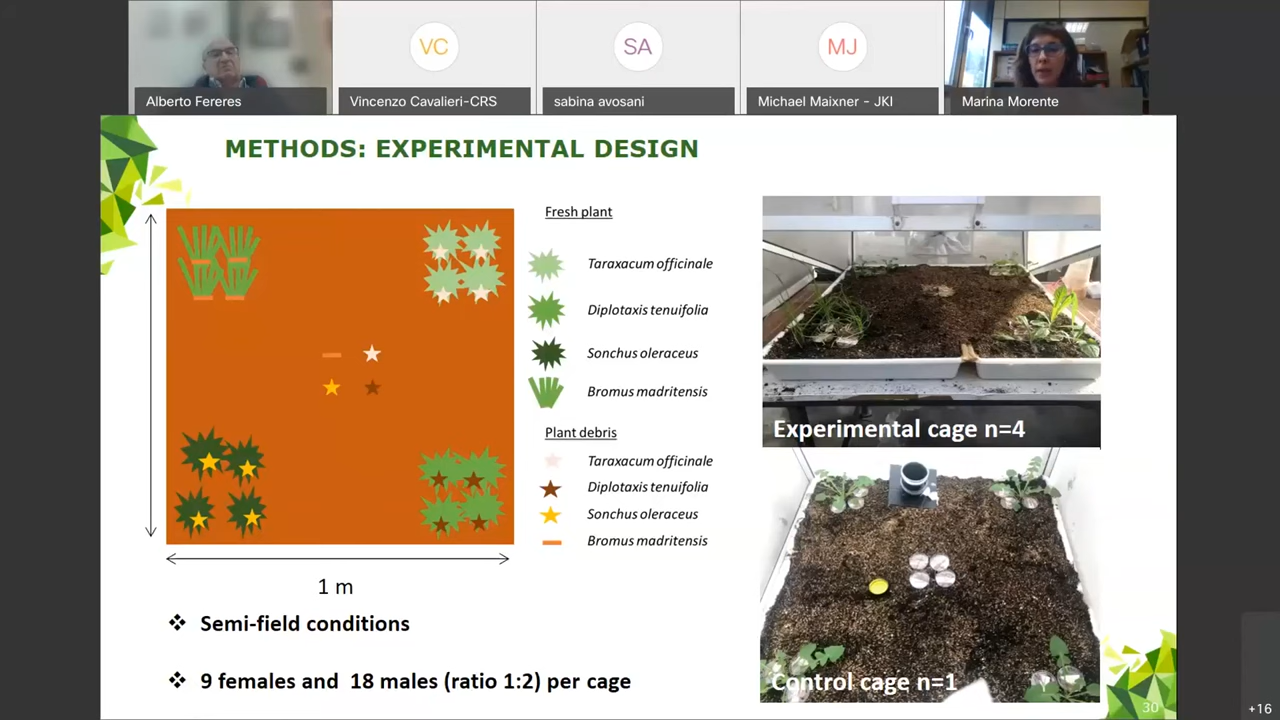 VC
SA
MJ
Alberto Fereres
Vincenzo Cavalieri-CRS
sabina avosani
Michael Maixner - JKI
Marina Morente
METHODS: EXPERIMENTAL DESIGN
Fresh plant
Taraxacum officinale
Diplotaxis tenuifolia
Sonchus oleraceus
Bromus madritensis
Plant debris
Taraxacum officinale
Diplotaxis tenuifolia
Sonchus oleraceus
Bromus madritensis
1 m
❖ Semi-field conditions
❖ 9 females and 18 males (ratio 1:2) per cage
Experimental cage n=4
Control cage n=1
30
+16